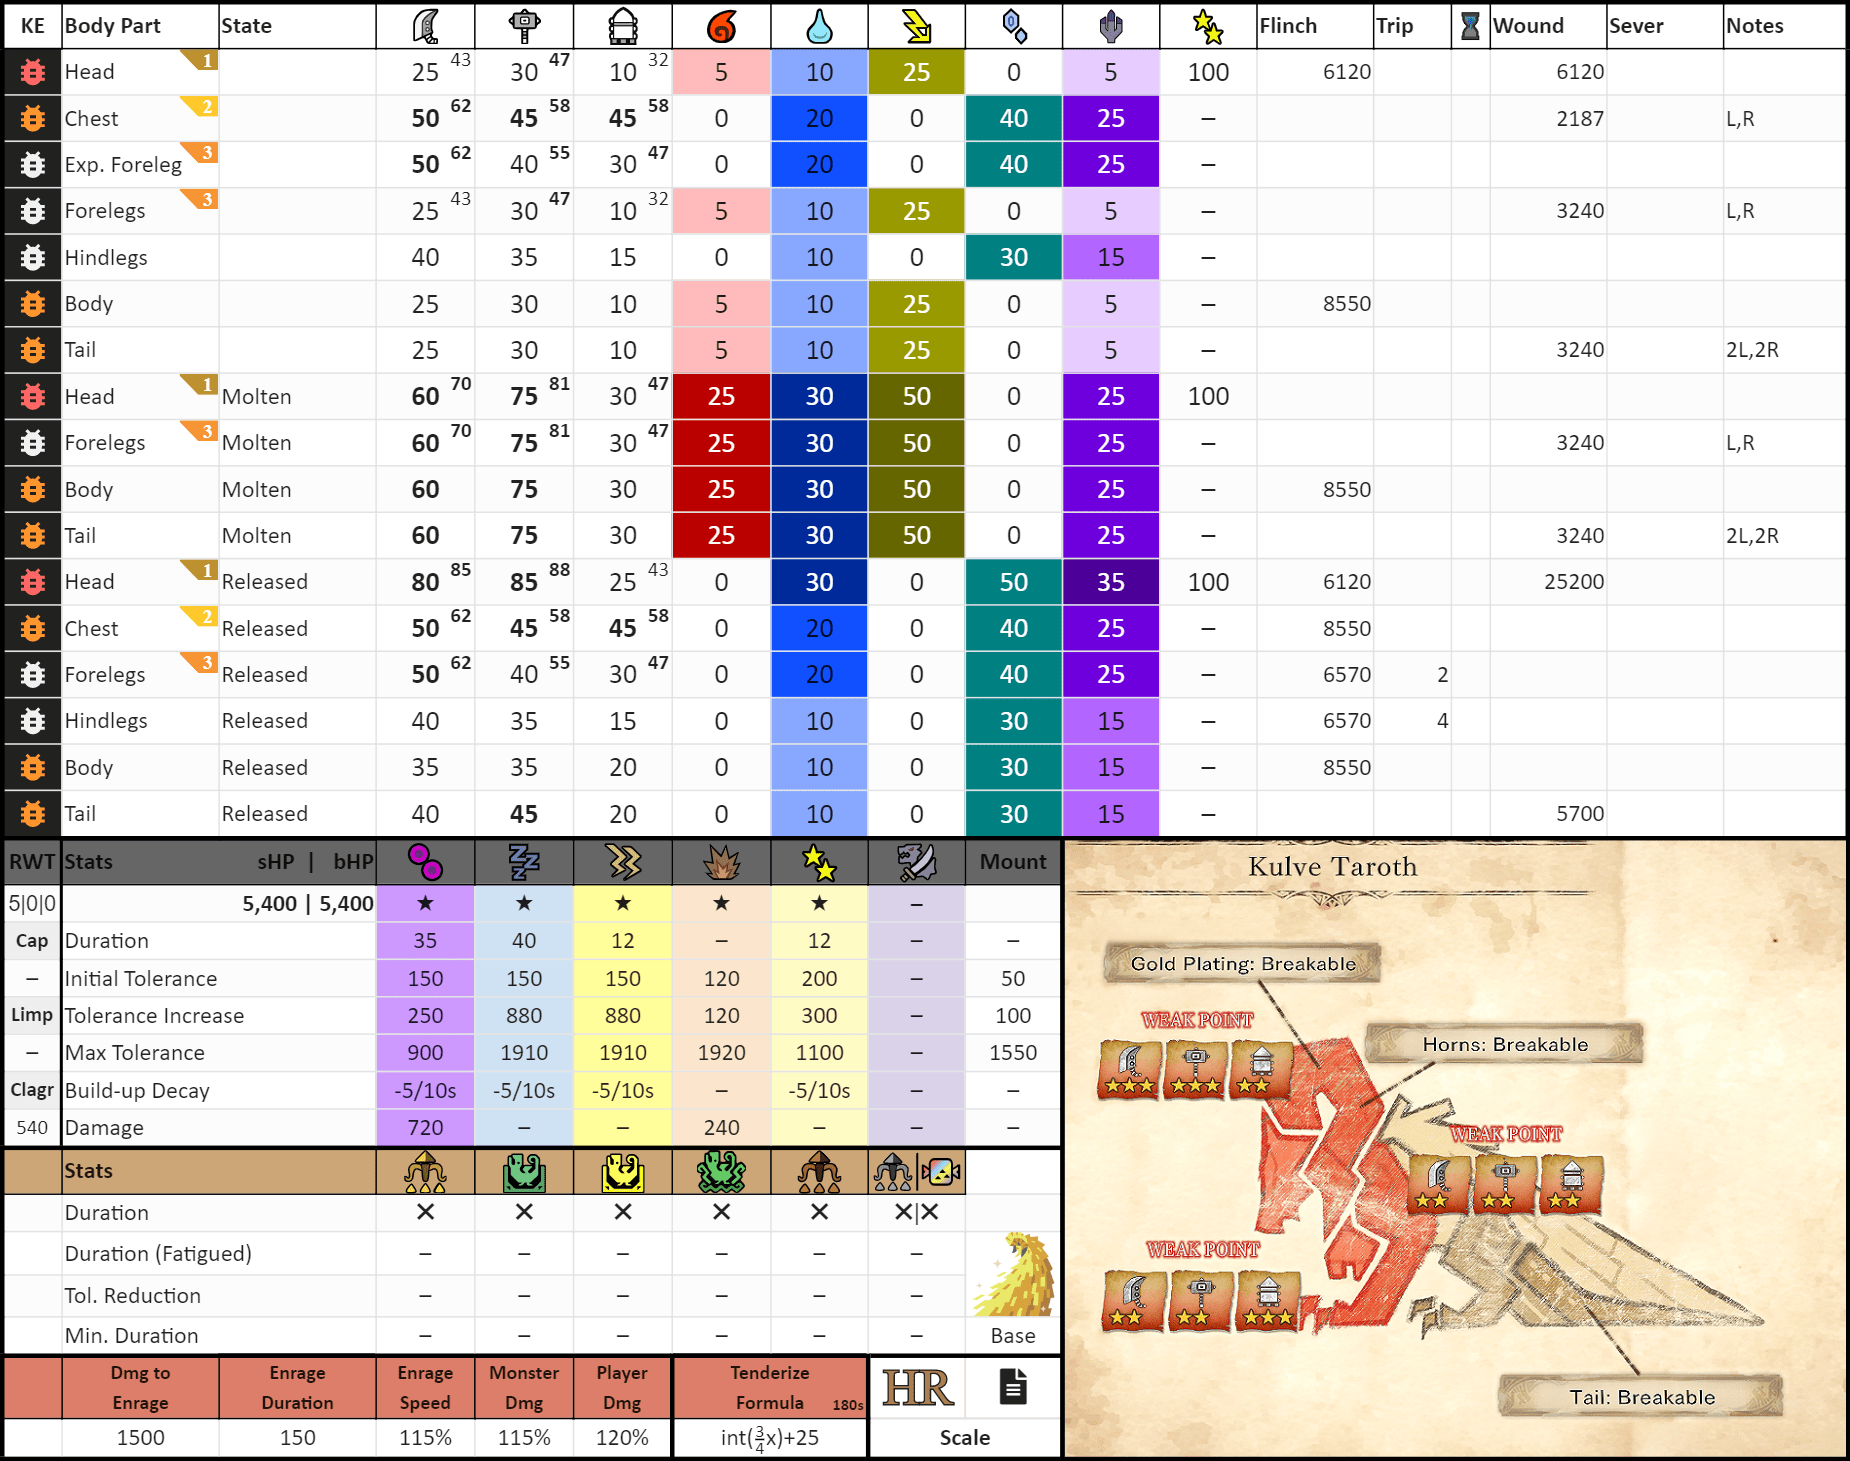 KE Body Part State Flinch Trip Wound Sever Notes
Head 1 25 43 30 47 10 32 5 10 25 0 5 100 6120 6120
Chest 2 50 62 45 58 45 58 0 20 0 40 25 – 2187 L,R
Exp. Foreleg 3 50 62 40 55 30 47 0 20 0 40 25 –
Forelegs 3 25 43 30 47 10 32 5 10 25 0 5 – 3240 L,R
Hindlegs 40 35 15 0 10 0 30 15 –
Body 25 30 10 5 10 25 0 5 – 8550
Tail 25 30 10 5 10 25 0 5 – 3240 2L,2R
Head 1 Molten 60 70 75 81 30 47 25 30 50 0 25 100
Forelegs 3 Molten 60 70 75 81 30 47 25 30 50 0 25 – 3240 L,R
Body Molten 60 75 30 25 30 50 0 25 – 8550
Tail Molten 60 75 30 25 30 50 0 25 – 3240 2L,2R
Head 1 Released 80 85 85 88 25 43 0 30 0 50 35 100 6120 25200
Chest 2 Released 50 62 45 58 45 58 0 20 0 40 25 – 8550
Forelegs 3 Released 50 62 40 55 30 47 0 20 0 40 25 – 6570 2
Hindlegs Released 40 35 15 0 10 0 30 15 – 6570 4
Body Released 35 35 20 0 10 0 30 15 – 8550
Tail Released 40 45 20 0 10 0 30 15 – 5700
RWT Stats sHP | bHP Mount
5|0|0 5,400 | 5,400 ★ ★ ★ ★ ★ –
Cap Duration 35 40 12 – 12 – –
– Initial Tolerance 150 150 150 120 200 – 50
Limp Tolerance Increase 250 880 880 120 300 – 100
– Max Tolerance 900 1910 1910 1920 1100 – 1550
Clagr Build-up Decay -5/10s -5/10s -5/10s – -5/10s – –
540 Damage 720 – – 240 – – –
Stats
Duration ✕ ✕ ✕ ✕ ✕ ✕|✕
Duration (Fatigued) – – – – – –
Tol. Reduction – – – – – –
Min. Duration – – – – – – Base
Dmg to Enrage Enrage Duration Enrage Speed Monster Dmg Player Dmg Tenderize Formula 180s HR
1500 150 115% 115% 120% int(3/4x)+25 Scale
Kulve Taroth
Gold Plating: Breakable
WEAK POINT
Horns: Breakable
WEAK POINT
WEAK POINT
Tail: Breakable